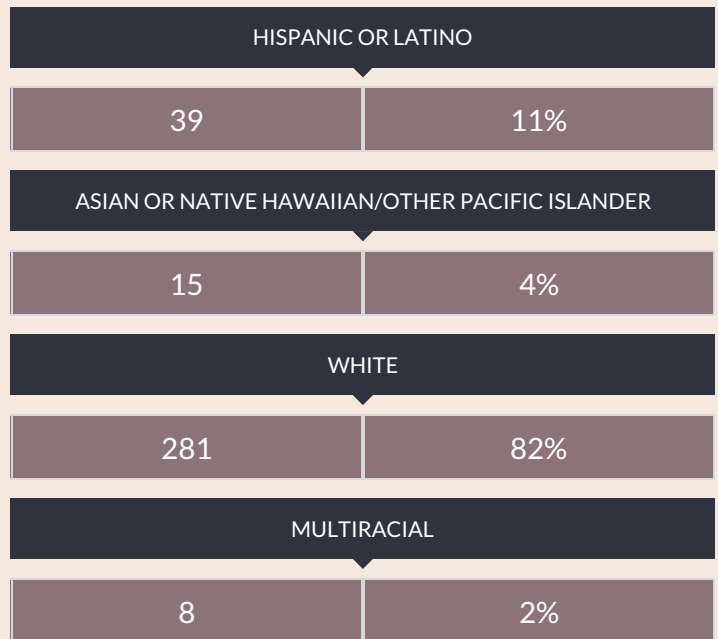 HISPANIC OR LATINO
39 11%
ASIAN OR NATIVE HAWAIIAN/OTHER PACIFIC ISLANDER
15 4%
WHITE
281 82%
MULTIRACIAL
8 2%